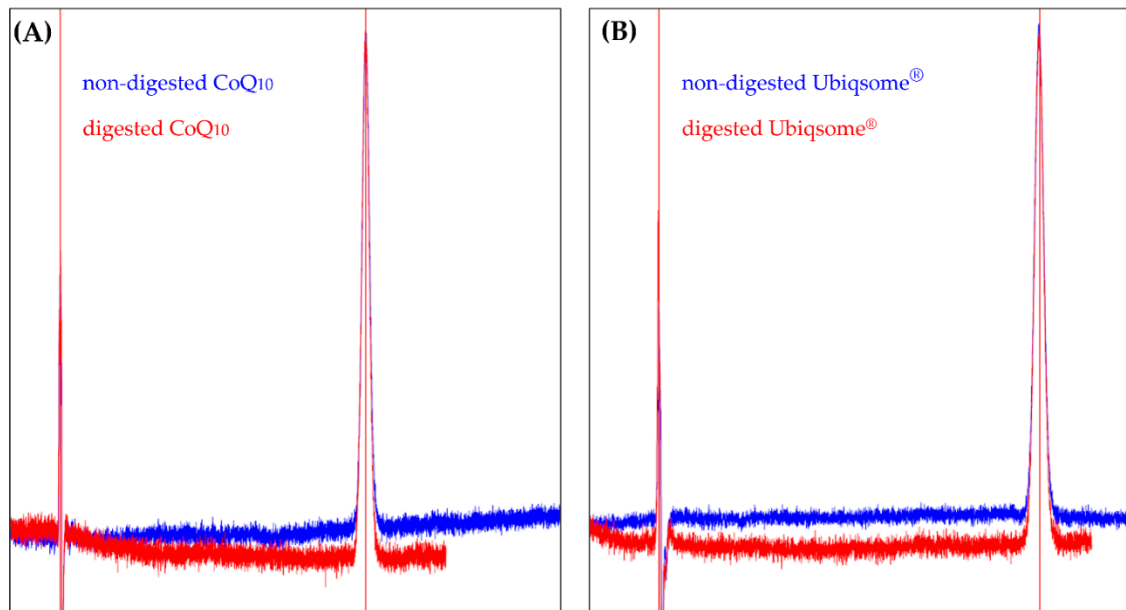 (A)
non-digested CoQ10
digested CoQ10
(B)
non-digested Ubiqsome®
digested Ubiqsome®